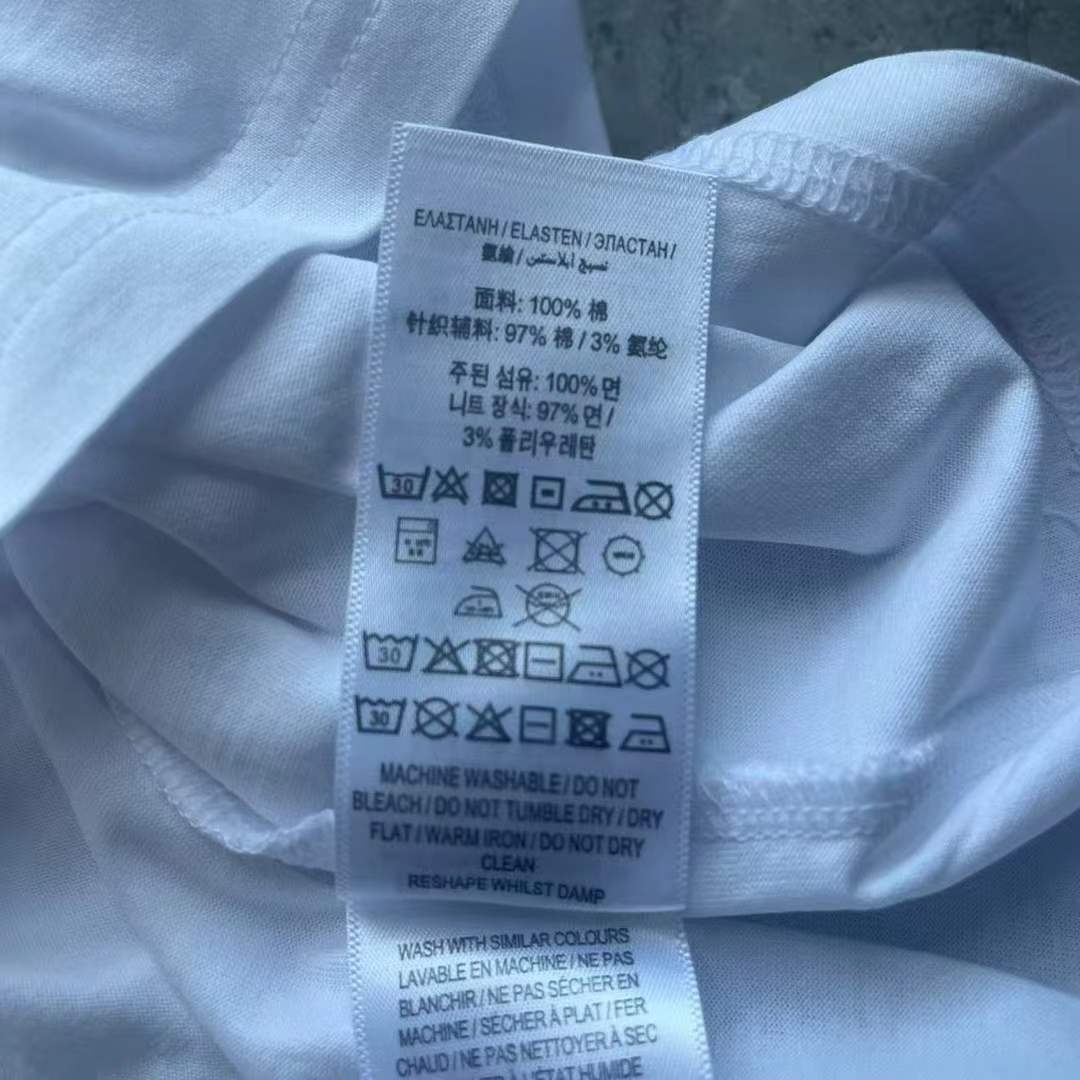 ΕΛΑΣΤΑΝΗ / ELASTEN / ЭПАСТАН /
氨綸 / نسيج ايلاستين
面料: 100% 棉
针织辅料: 97% 棉 / 3% 氨纶
주된 섬유: 100% 면
니트 장식: 97% 면 /
3% 폴리우레탄
30
30
30
MACHINE WASHABLE / DO NOT
BLEACH / DO NOT TUMBLE DRY / DRY
FLAT / WARM IRON / DO NOT DRY
CLEAN
RESHAPE WHILST DAMP
WASH WITH SIMILAR COLOURS
LAVABLE EN MACHINE / NE PAS
BLANCHIR / NE PAS SÉCHER EN
MACHINE / SÉCHER À PLAT / FER
CHAUD / NE PAS NETTOYER À SEC
À L'ÉTAT HUMIDE